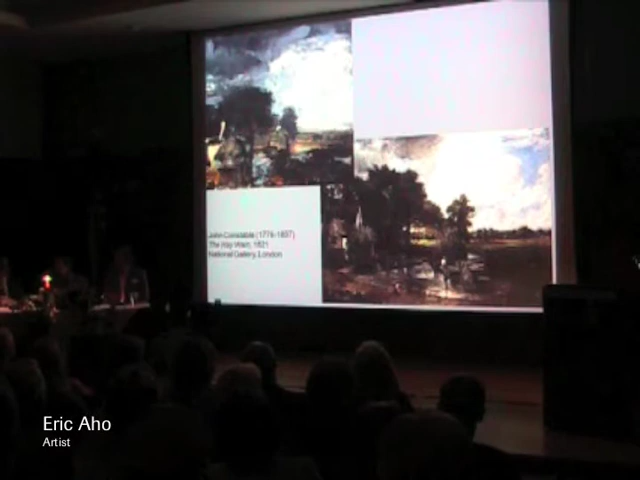 John Constable (1776-1837)
The Hay Wain, 1821
National Gallery, London
Eric Aho
Artist